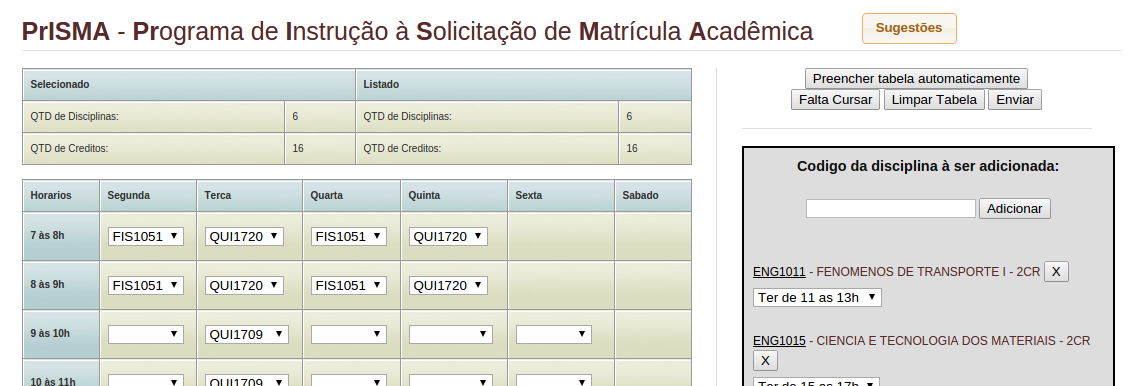 PrISMA - Programa de Instrução à Solicitação de Matrícula Acadêmica
Sugestões
Selecionado Listado
QTD de Disciplinas: 6 QTD de Disciplinas: 6
QTD de Creditos: 16 QTD de Creditos: 16
Horarios Segunda Terca Quarta Quinta Sexta Sabado
7 às 8h FIS1051 QUI1720 FIS1051 QUI1720
8 às 9h FIS1051 QUI1720 FIS1051 QUI1720
9 às 10h QUI1709
10 às 11h QUI1709
Preencher tabela automaticamente
Falta Cursar Limpar Tabela Enviar
Codigo da disciplina à ser adicionada:
Adicionar
ENG1011 - FENOMENOS DE TRANSPORTE I - 2CR X
Ter de 11 as 13h
ENG1015 - CIENCIA E TECNOLOGIA DOS MATERIAIS - 2CR
X
Ter de 15 as 17h